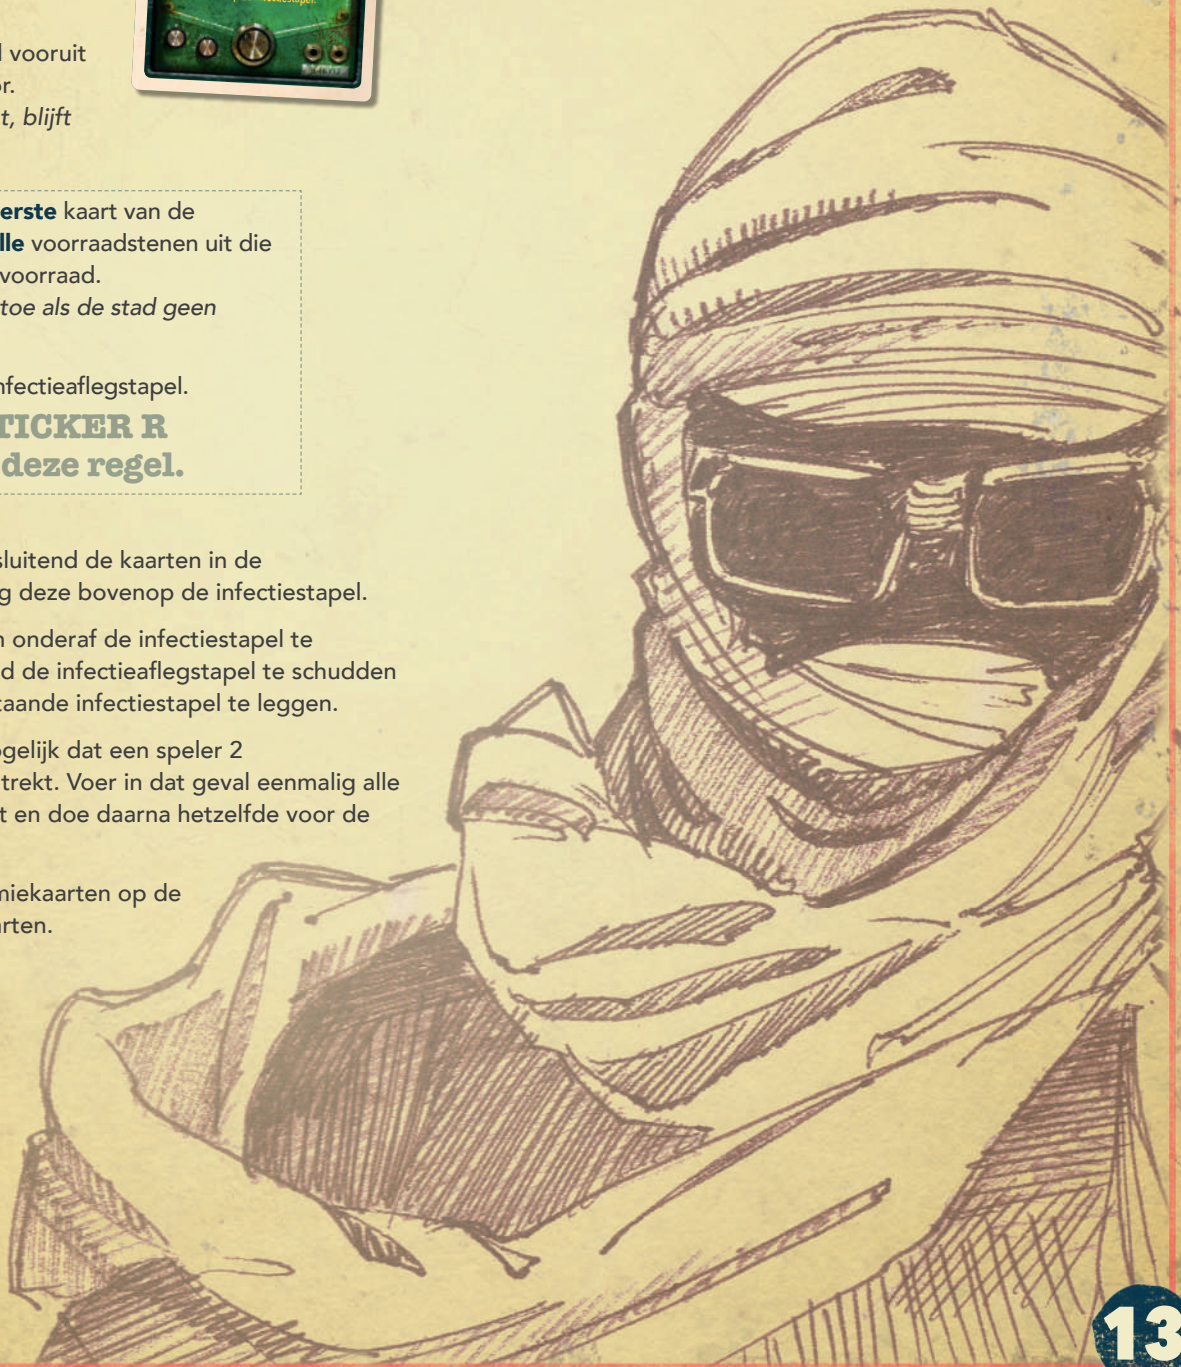 vooruit
r.
t, blijft
erste kaart van de
lle voorraadstenen uit die
voorraad.
toe als de stad geen
nfectieaflegstapel.
TICKER R
deze regel.
sluitend de kaarten in de
g deze bovenop de infectiestapel.
n onderaf de infectiestapel te
d de infectieaflegstapel te schudden
taande infectiestapel te leggen.
ogelijk dat een speler 2
trekt. Voer in dat geval eenmalig alle
t en doe daarna hetzelfde voor de
miekaarten op de
arten.
13